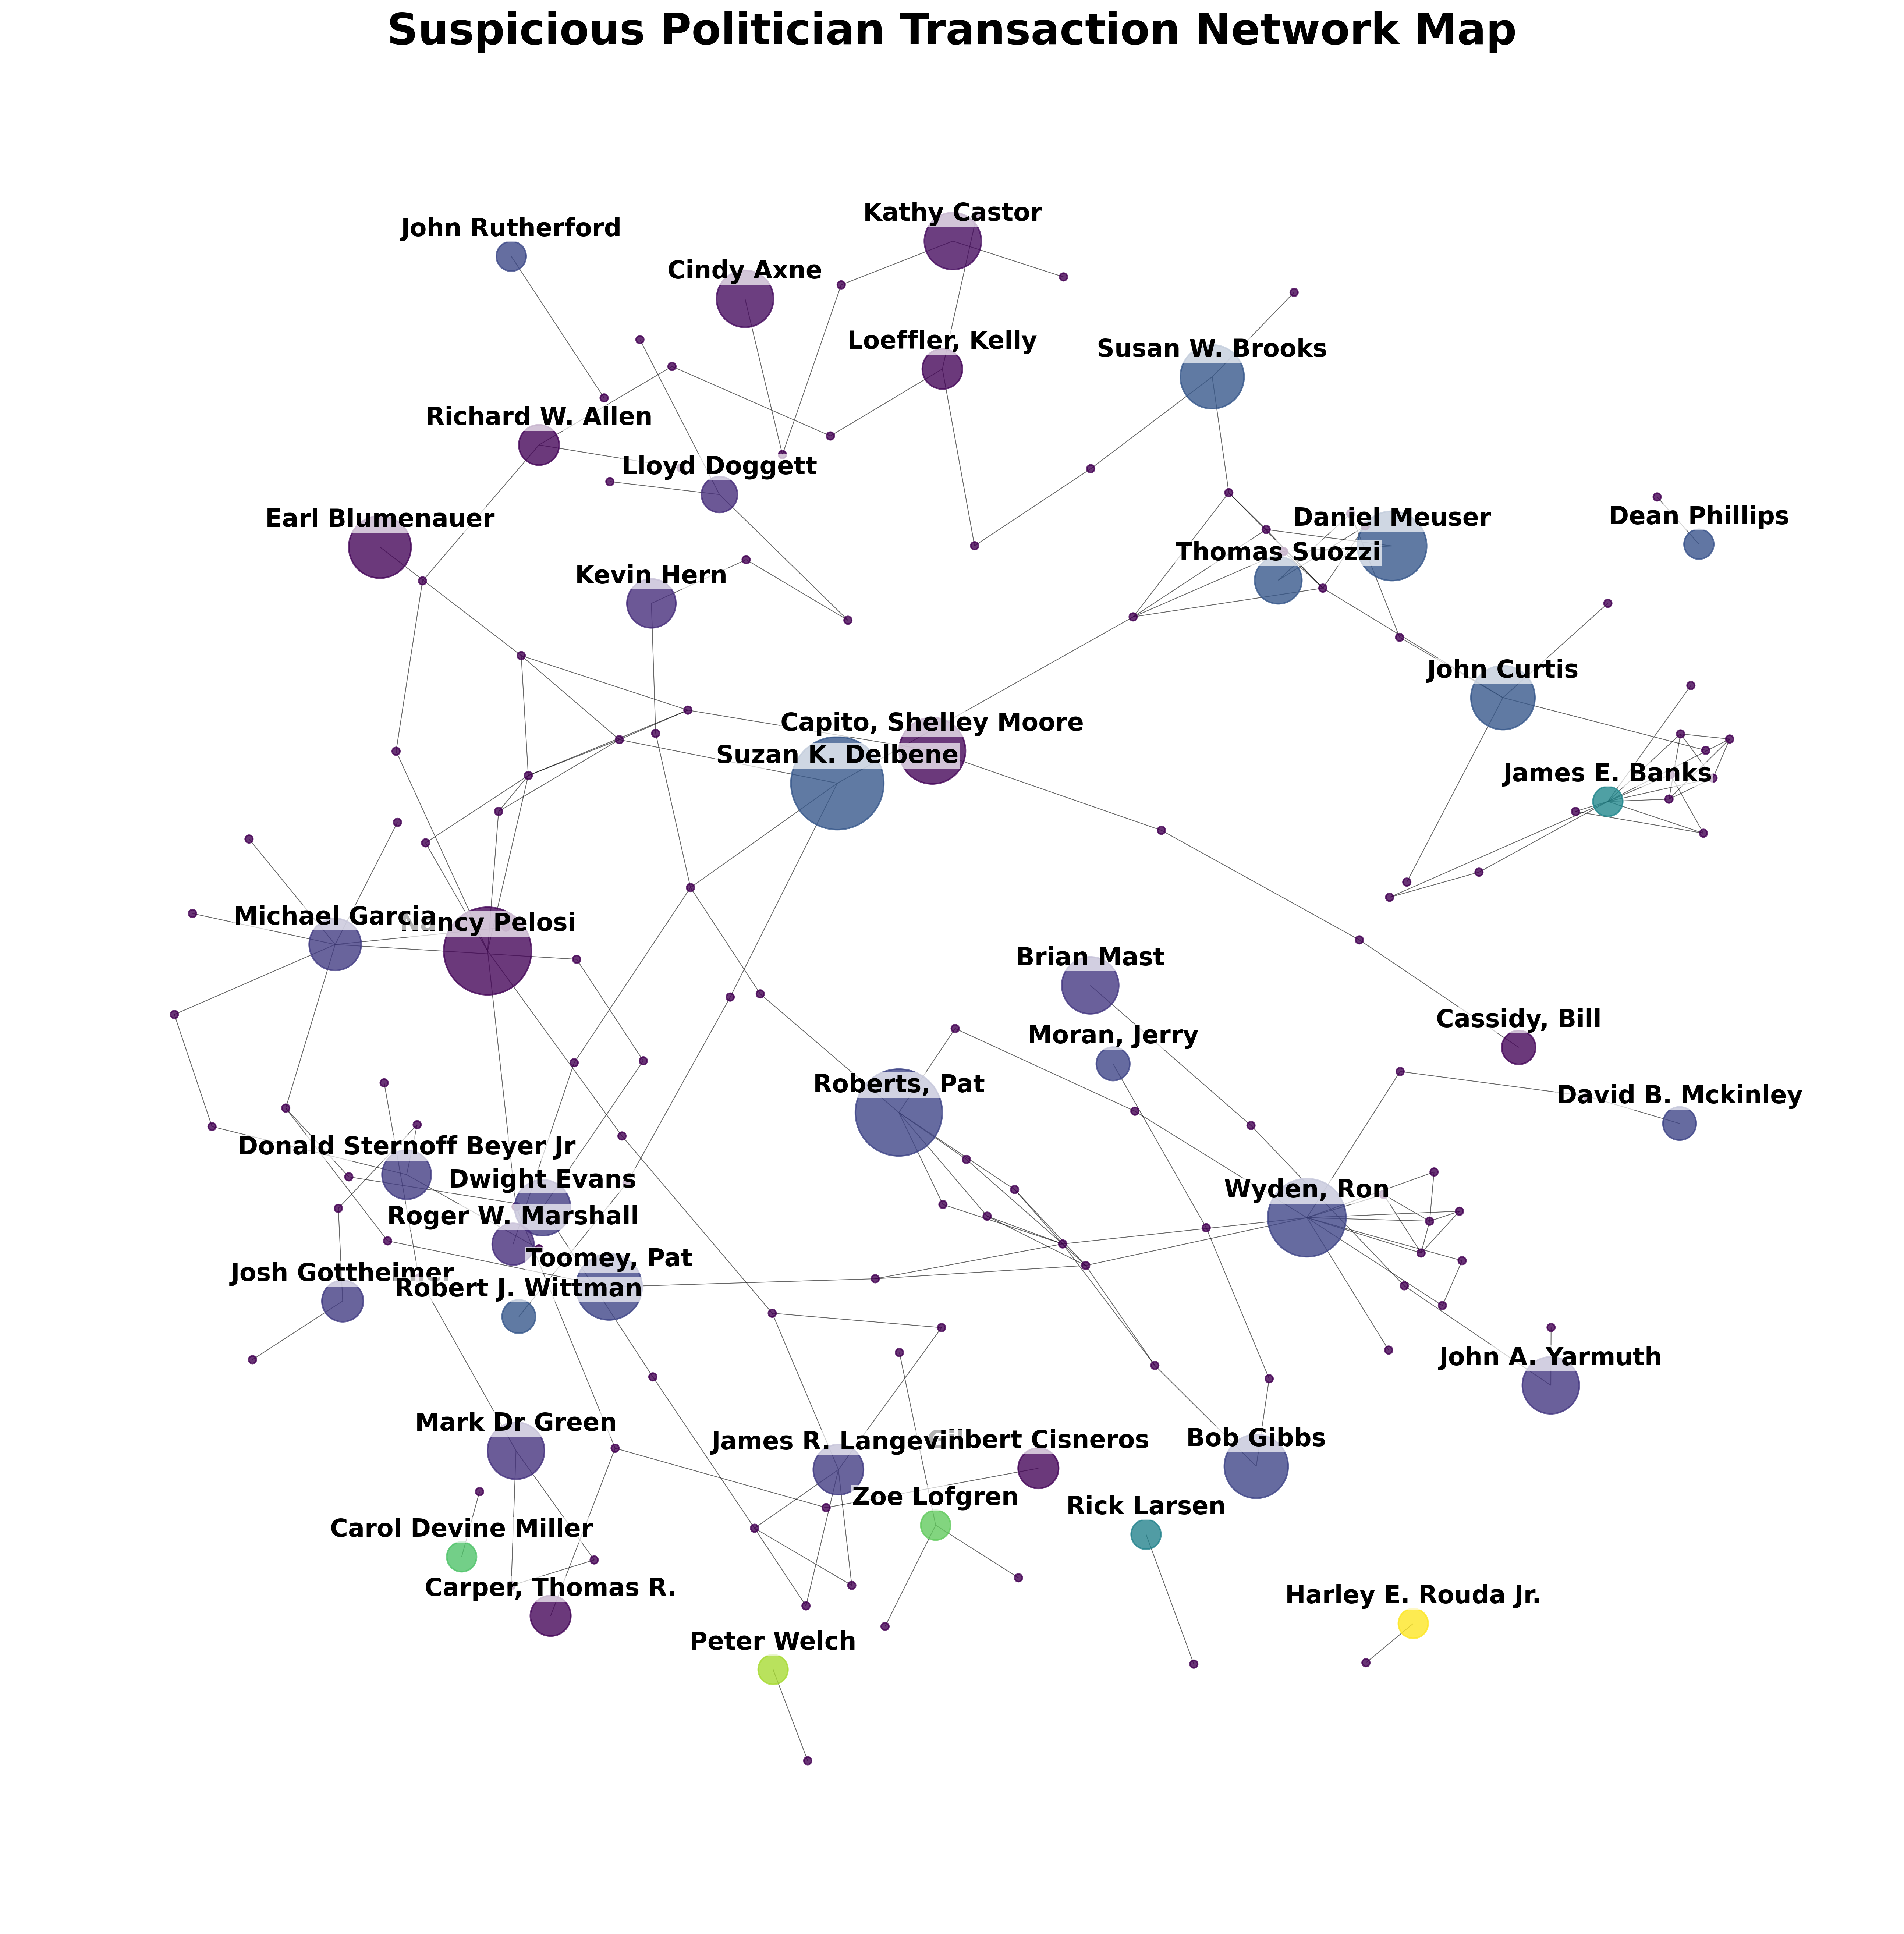 Suspicious Politician Transaction Network Map
Kathy Castor
John Rutherford
Cindy Axne
Loeffler, Kelly
Susan W. Brooks
Richard W. Allen
Lloyd Doggett
Daniel Meuser
Dean Phillips
Earl Blumenauer
Thomas Suozzi
Kevin Hern
John Curtis
Capito, Shelley Moore
Suzan K. Delbene
James E. Banks
Michael Garcia
Nancy Pelosi
Brian Mast
Cassidy, Bill
Moran, Jerry
Roberts, Pat
David B. Mckinley
Donald Sternoff Beyer Jr
Dwight Evans
Wyden, Ron
Roger W. Marshall
Toomey, Pat
Josh Gottheimer
Robert J. Wittman
John A. Yarmuth
Mark Dr Green
James R. Langevin
Gilbert Cisneros
Bob Gibbs
Zoe Lofgren
Rick Larsen
Carol Devine Miller
Carper, Thomas R.
Harley E. Rouda Jr.
Peter Welch